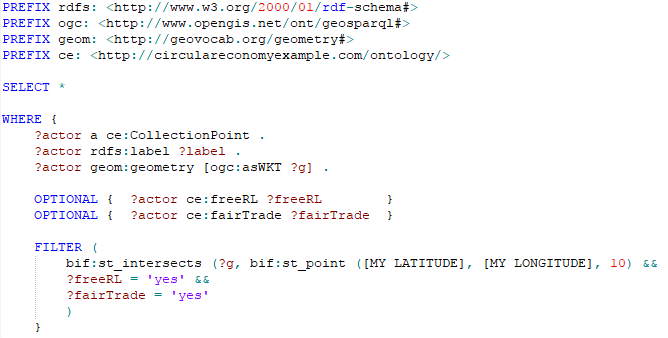 PREFIX rdfs: <http://www.w3.org/2000/01/rdf-schema#>
PREFIX ogc: <http://www.opengis.net/ont/geosparql#>
PREFIX geom: <http://geovocab.org/geometry#>
PREFIX ce: <http://circulareconomyexample.com/ontology/>
SELECT *
WHERE {
?actor a ce:CollectionPoint .
?actor rdfs:label ?label .
?actor geom:geometry [ogc:asWKT ?g] .
OPTIONAL { ?actor ce:freeRL ?freeRL }
OPTIONAL { ?actor ce:fairTrade ?fairTrade }
FILTER (
bif:st_intersects (?g, bif:st_point ([MY LATITUDE], [MY LONGITUDE], 10) &&
?freeRL = 'yes' &&
?fairTrade = 'yes'
)
}